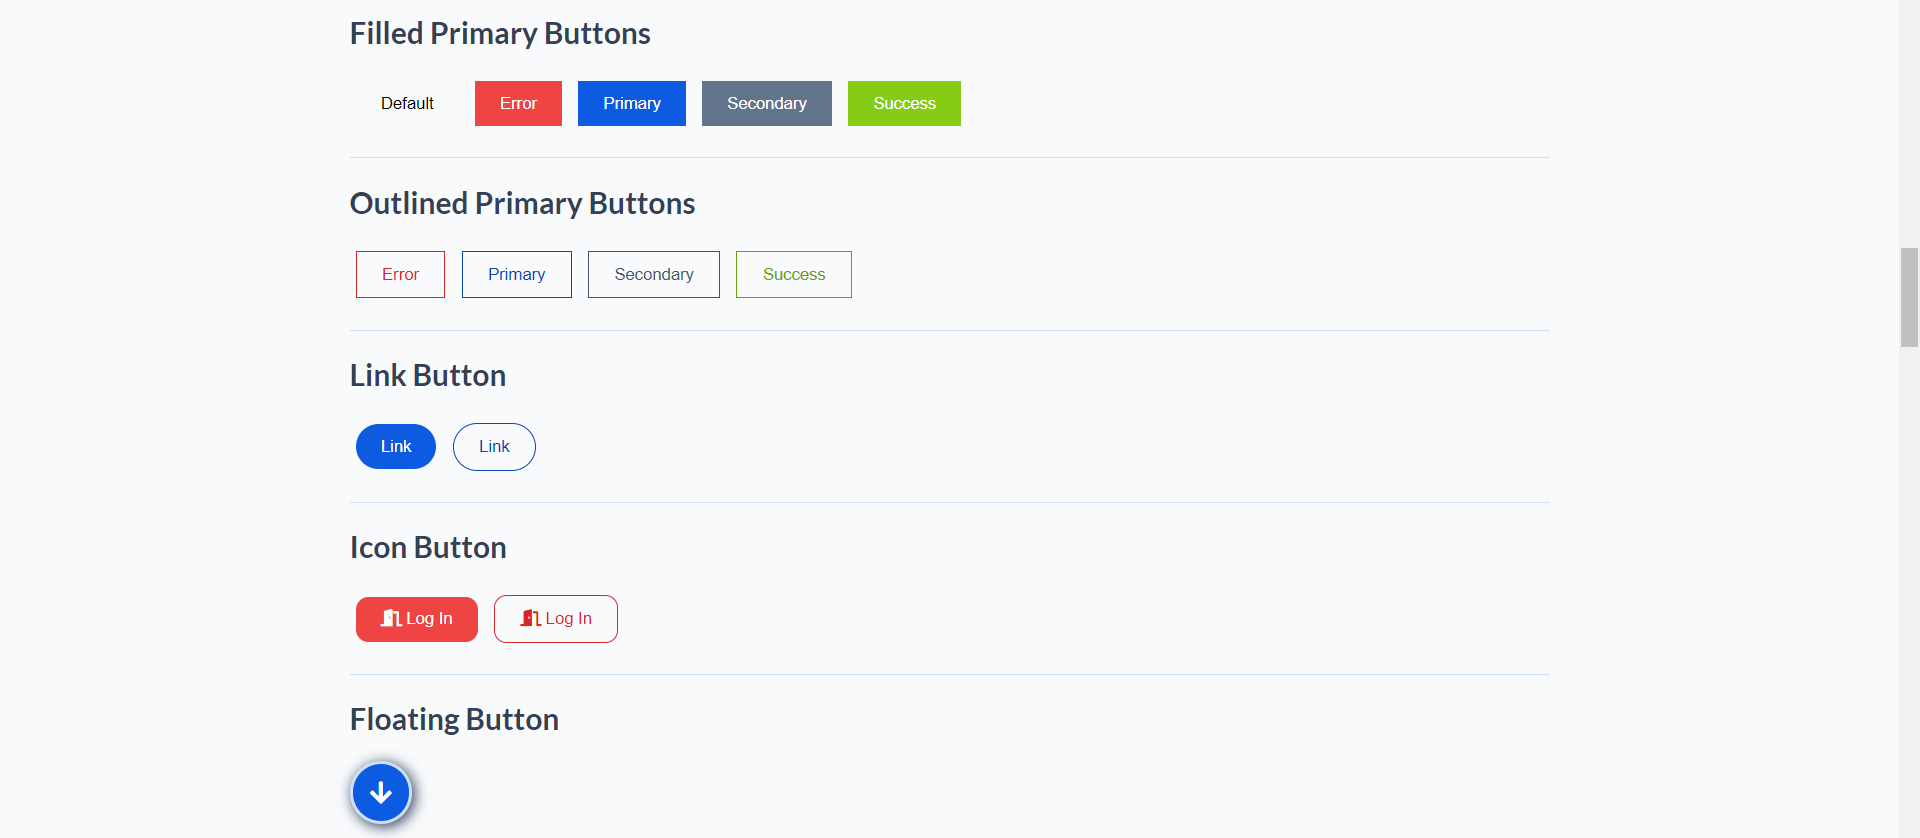 Filled Primary Buttons
Default Error Primary Secondary Success
Outlined Primary Buttons
Error Primary Secondary Success
Link Button
Link Link
Icon Button
Log In Log In
Floating Button